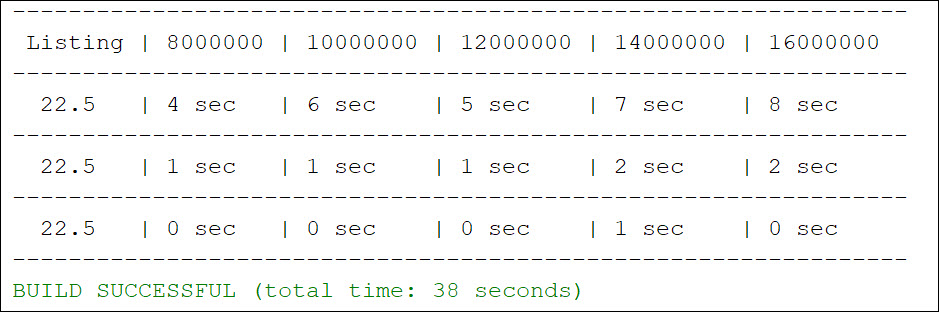 ----------------------------------------------------------------
 Listing | 8000000 | 10000000 | 12000000 | 14000000 | 16000000
----------------------------------------------------------------
  22.5   | 4 sec   | 6 sec    | 5 sec    | 7 sec    | 8 sec
----------------------------------------------------------------
  22.5   | 1 sec   | 1 sec    | 1 sec    | 2 sec    | 2 sec
----------------------------------------------------------------
  22.5   | 0 sec   | 0 sec    | 0 sec    | 1 sec    | 0 sec
----------------------------------------------------------------
BUILD SUCCESSFUL (total time: 38 seconds)